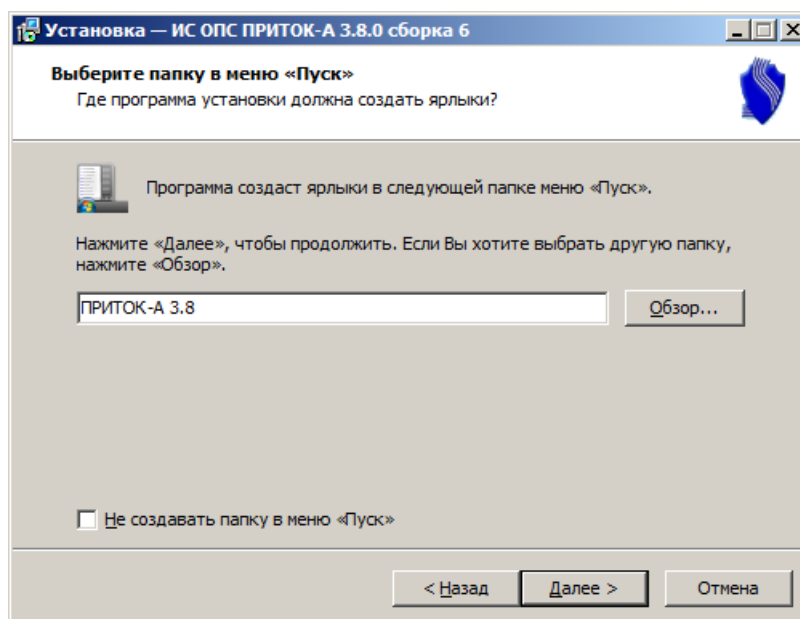 Установка — ИС ОПС ПРИТОК-А 3.8.0 сборка 6
Выберите папку в меню «Пуск»
Где программа установки должна создать ярлыки?
Программа создаст ярлыки в следующей папке меню «Пуск».
Нажмите «Далее», чтобы продолжить. Если Вы хотите выбрать другую папку,
нажмите «Обзор».
ПРИТОК-А 3.8
Обзор...
Не создавать папку в меню «Пуск»
< Назад
Далее >
Отмена